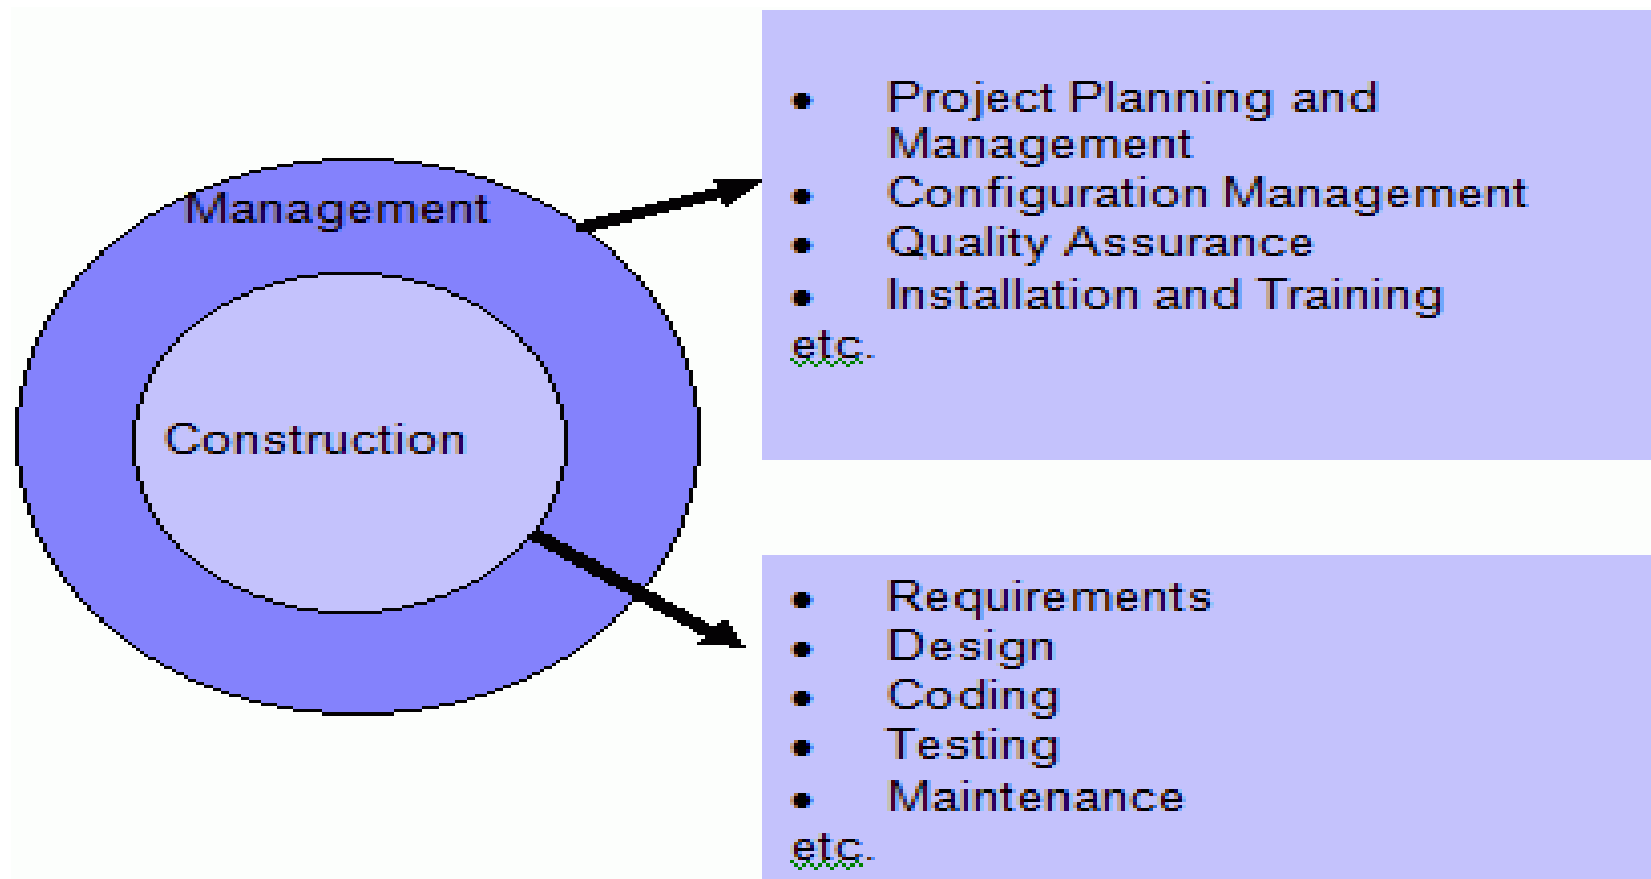 Management
Construction
• Project Planning and
Management
• Configuration Management
• Quality Assurance
• Installation and Training
etc.
• Requirements
• Design
• Coding
• Testing
• Maintenance
etc.